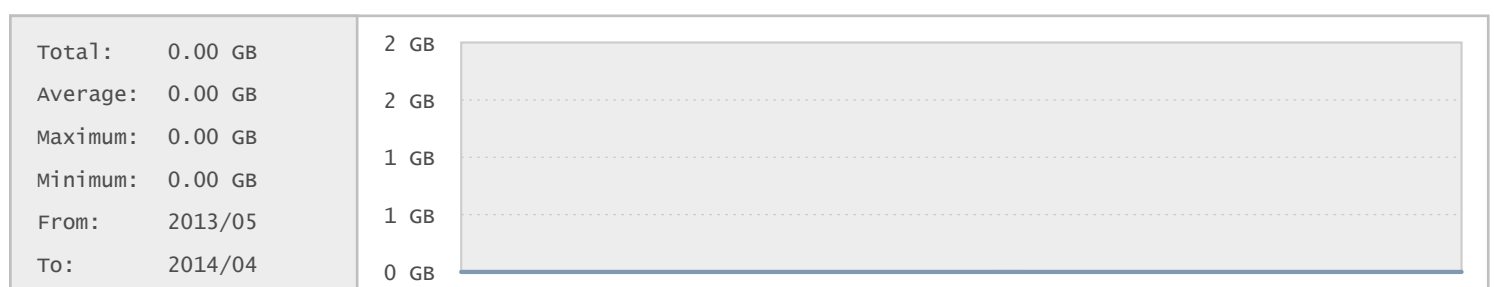 Total: 0.00 GB
Average: 0.00 GB
Maximum: 0.00 GB
Minimum: 0.00 GB
From: 2013/05
To: 2014/04
2 GB
2 GB
1 GB
1 GB
0 GB